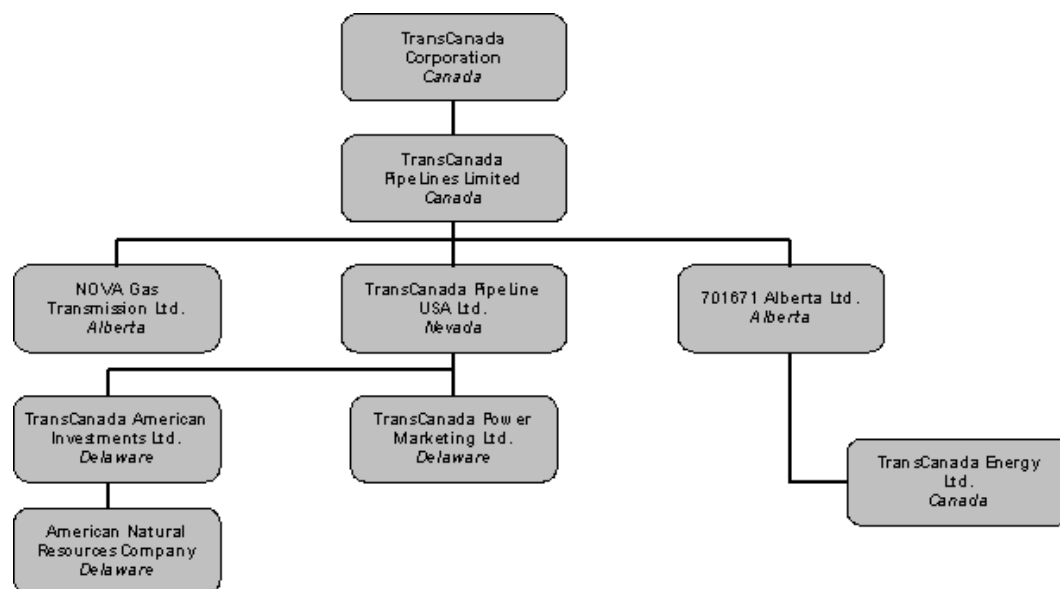 TransCanada
Corporation
Canada
TransCanada
PipeLines Limited
Canada
NOVA Gas
Transmission Ltd.
Alberta
TransCanada PipeLine
USA Ltd.
Nevada
701671 Alberta Ltd.
Alberta
TransCanada American
Investments Ltd.
Delaware
TransCanada Power
Marketing Ltd.
Delaware
TransCanada Energy
Ltd.
Canada
American Natural
Resources Company
Delaware